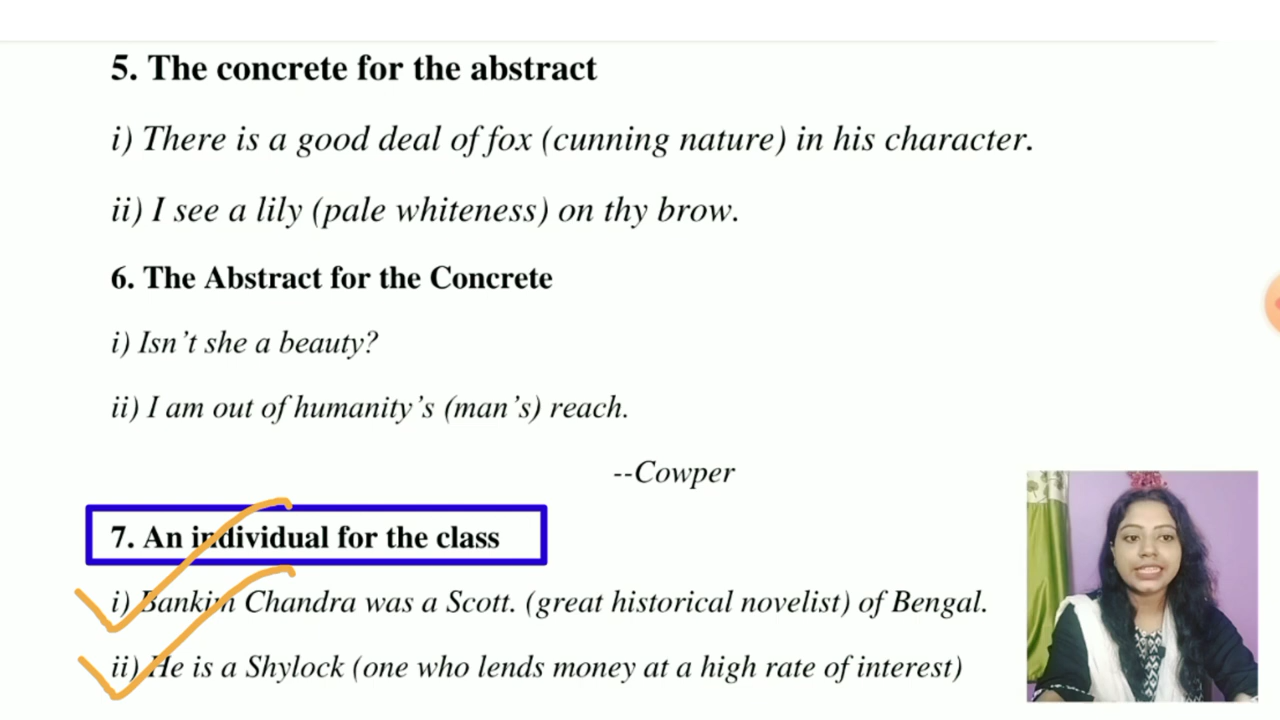 5. The concrete for the abstract
i) There is a good deal of fox (cunning nature) in his character.
ii) I see a lily (pale whiteness) on thy brow.
6. The Abstract for the Concrete
i) Isn’t she a beauty?
ii) I am out of humanity’s (man’s) reach.
--Cowper
7. An individual for the class
i) Bankim Chandra was a Scott. (great historical novelist) of Bengal.
ii) He is a Shylock (one who lends money at a high rate of interest)